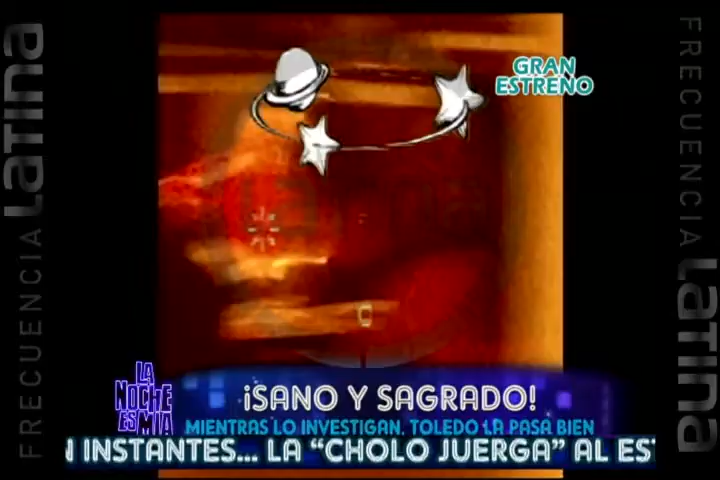 FRECUENCIA Latina
GRAN
ESTRENO
FRECUENCIA Latina
LA
NOCHE
ES MÍA
¡SANO Y SAGRADO!
MIENTRAS LO INVESTIGAN, TOLEDO LA PASA BIEN
INSTANTES... LA “CHOLO JUERGA” AL